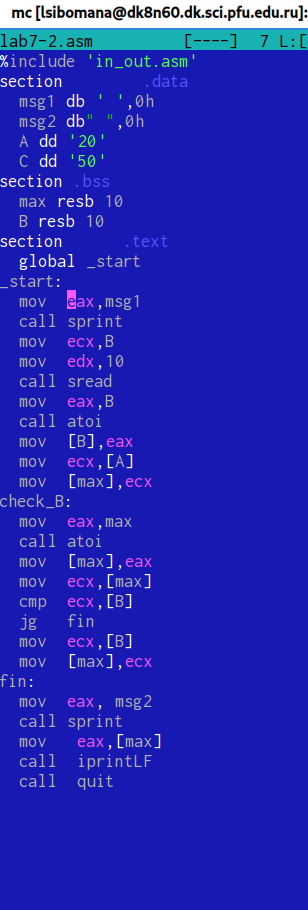 mc [lsibomana@dk8n60.dk.sci.pfu.edu.ru]:
lab7-2.asm [----] 7 L:[
%include 'in_out.asm'
section .data
msg1 db ' ',0h
msg2 db" ",0h
A dd '20'
C dd '50'
section .bss
max resb 10
B resb 10
section .text
global _start
_start:
mov eax,msg1
call sprint
mov ecx,B
mov edx,10
call sread
mov eax,B
call atoi
mov [B],eax
mov ecx,[A]
mov [max],ecx
check_B:
mov eax,max
call atoi
mov [max],eax
mov ecx,[max]
cmp ecx,[B]
jg fin
mov ecx,[B]
mov [max],ecx
fin:
mov eax, msg2
call sprint
mov eax,[max]
call iprintLF
call quit